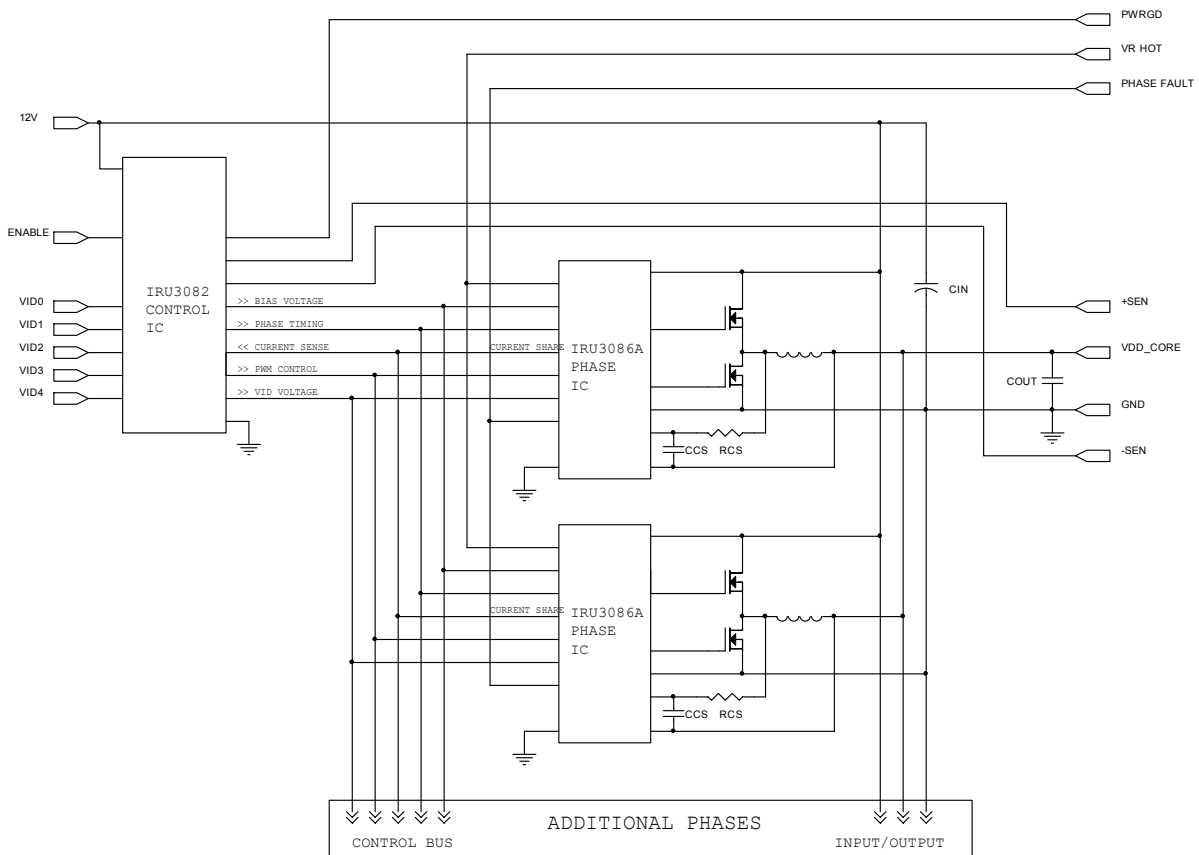 PWRGD
VR HOT
PHASE FAULT
12V
ENABLE
IRU3082
CONTROL
IC
VID0
VID1
VID2
VID3
VID4
>> BIAS VOLTAGE
>> PHASE TIMING
<< CURRENT SENSE
>> PWM CONTROL
>> VID VOLTAGE
CURRENT SHARE
IRU3086A
PHASE
IC
CCS
RCS
CIN
+SEN
VDD_CORE
COUT
GND
-SEN
CURRENT SHARE
IRU3086A
PHASE
IC
CCS
RCS
ADDITIONAL PHASES
CONTROL BUS
INPUT/OUTPUT